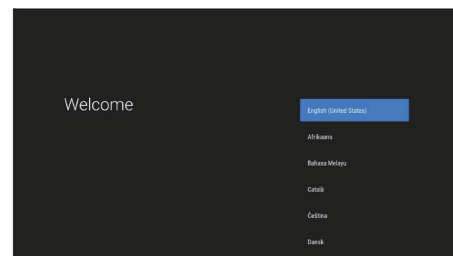 Welcome
English (United States)
Afrikaans
Bahasa Melayu
Català
Čeština
Dansk